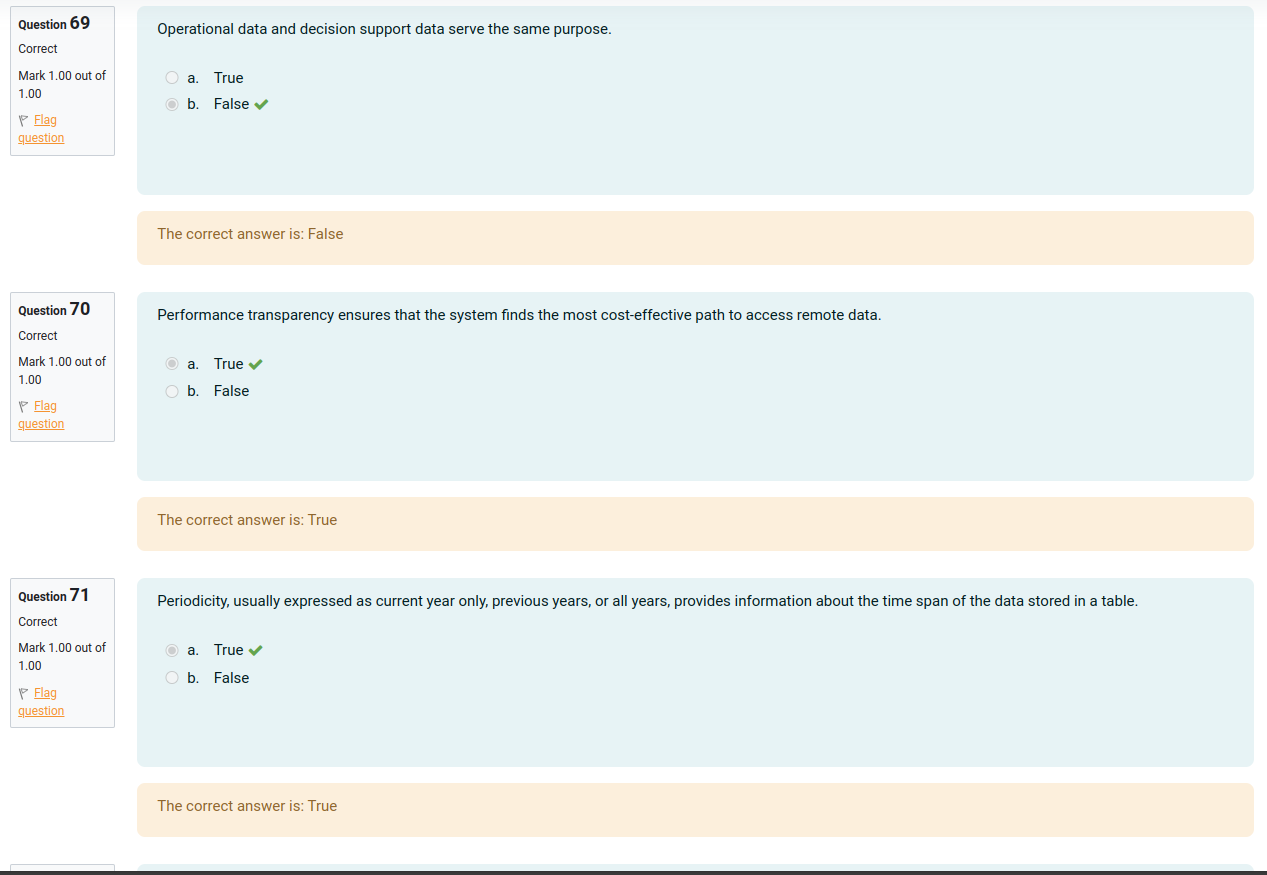 Question 69
Correct
Mark 1.00 out of
1.00
Flag
question
Operational data and decision support data serve the same purpose.
a. True
b. False
The correct answer is: False
Question 70
Correct
Mark 1.00 out of
1.00
Flag
question
Performance transparency ensures that the system finds the most cost-effective path to access remote data.
a. True
b. False
The correct answer is: True
Question 71
Correct
Mark 1.00 out of
1.00
Flag
question
Periodicity, usually expressed as current year only, previous years, or all years, provides information about the time span of the data stored in a table.
a. True
b. False
The correct answer is: True